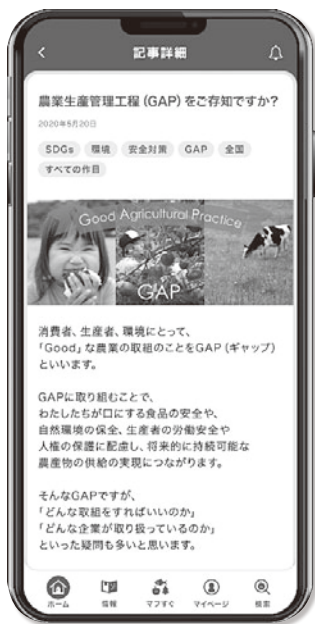 記事詳細
農業生産管理工程(GAP)をご存知ですか?
2020年5月20日
SDGs 環境 安全対策 GAP 全国
すべての作目
Good Agricultural Practice
GAP
消費者、生産者、環境にとって、
「Good」な農業の取組のことをGAP(ギャップ)
といいます。
GAPに取り組むことで、
わたしたちが口にする食品の安全や、
自然環境の保全、生産者の労働安全や
人権の保護に配慮し、将来的に持続可能な
農産物の供給の実現につながります。
そんなGAPですが、
「どんな取組をすればいいのか」
「どんな企業が取り扱っているのか」
といった疑問も多いと思います。
ホーム 情報 マフすぐ マイページ 検索